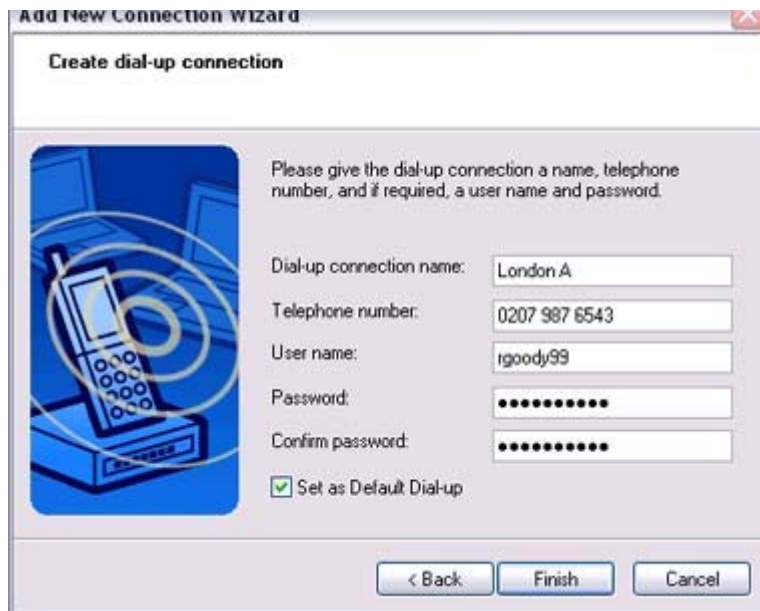 Add New Connection Wizard
Create dial-up connection
Please give the dial-up connection a name, telephone
number, and if required, a user name and password.
Dial-up connection name: London A
Telephone number: 0207 987 6543
User name: rgoody99
Password: ●●●●●●●●●●
Confirm password: ●●●●●●●●●●
Set as Default Dial-up
< Back Finish Cancel